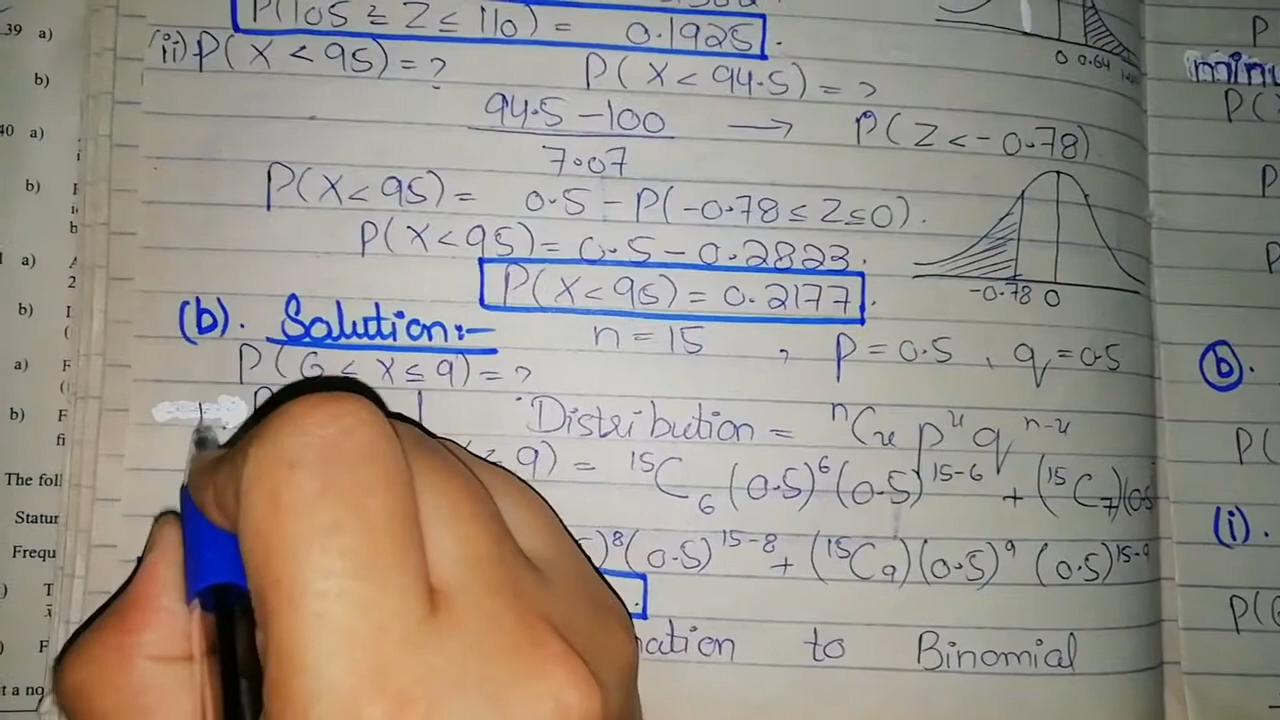 P(105 ≥ Z ≤ 110) = 0.1925.
39 a)
(ii) P(X < 95) = ? P(X < 94.5) = ?
b)
94.5 - 100 / 7.07 → P(Z < -0.78)
40 a)
P(X < 95) = 0.5 - P(-0.78 ≤ Z ≤ 0).
b)
P(X < 95) = 0.5 - 0.2823.
a)
P(X < 95) = 0.2177.
-0.78 0
0 0.64
b)
(b). Solution:- n = 15 , p = 0.5 , q = 0.5
P(6 ≤ X ≤ 9) = ?
a)
b)
Distribution = ⁿCₓ pˣ qⁿ⁻ˣ
≤ 9) = ¹⁵C₆ (0.5)⁶ (0.5)¹⁵⁻⁶ + (¹⁵C₇)(0.5
)⁸ (0.5)¹⁵⁻⁸ + (¹⁵C₉)(0.5)⁹ (0.5)¹⁵⁻⁹
to Binomial
The foll
Statur
Frequ
T
x̄
F
t a no
P
minu
P(
P
P
(b).
P(
(i).
P(